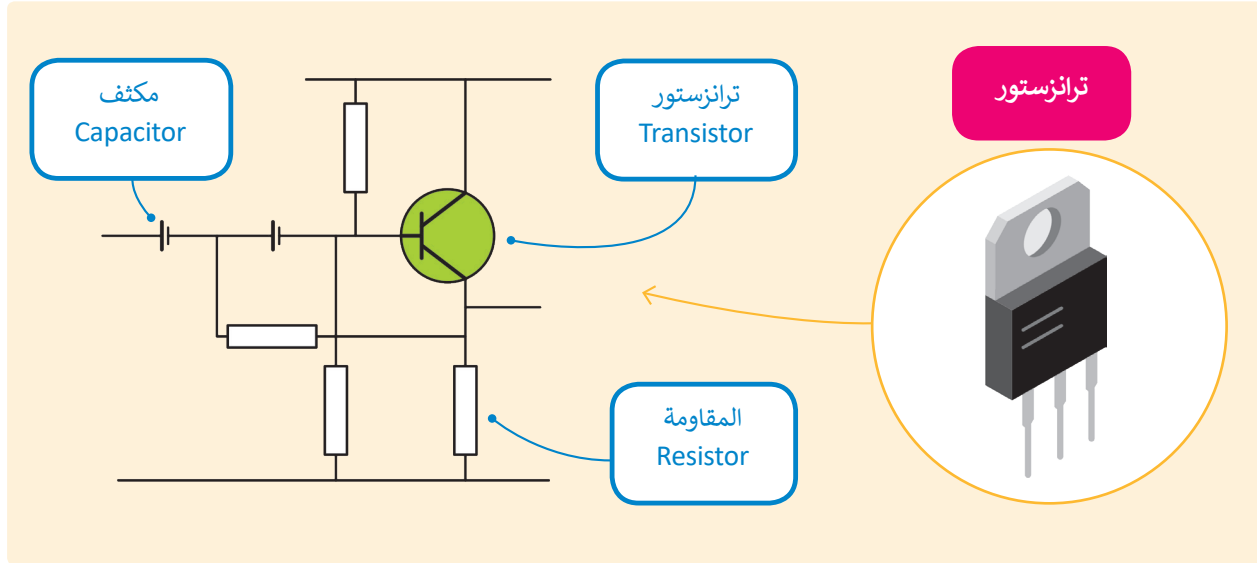 ترانزستور
ترانزستور
Transistor
مكثف
Capacitor
المقاومة
Resistor